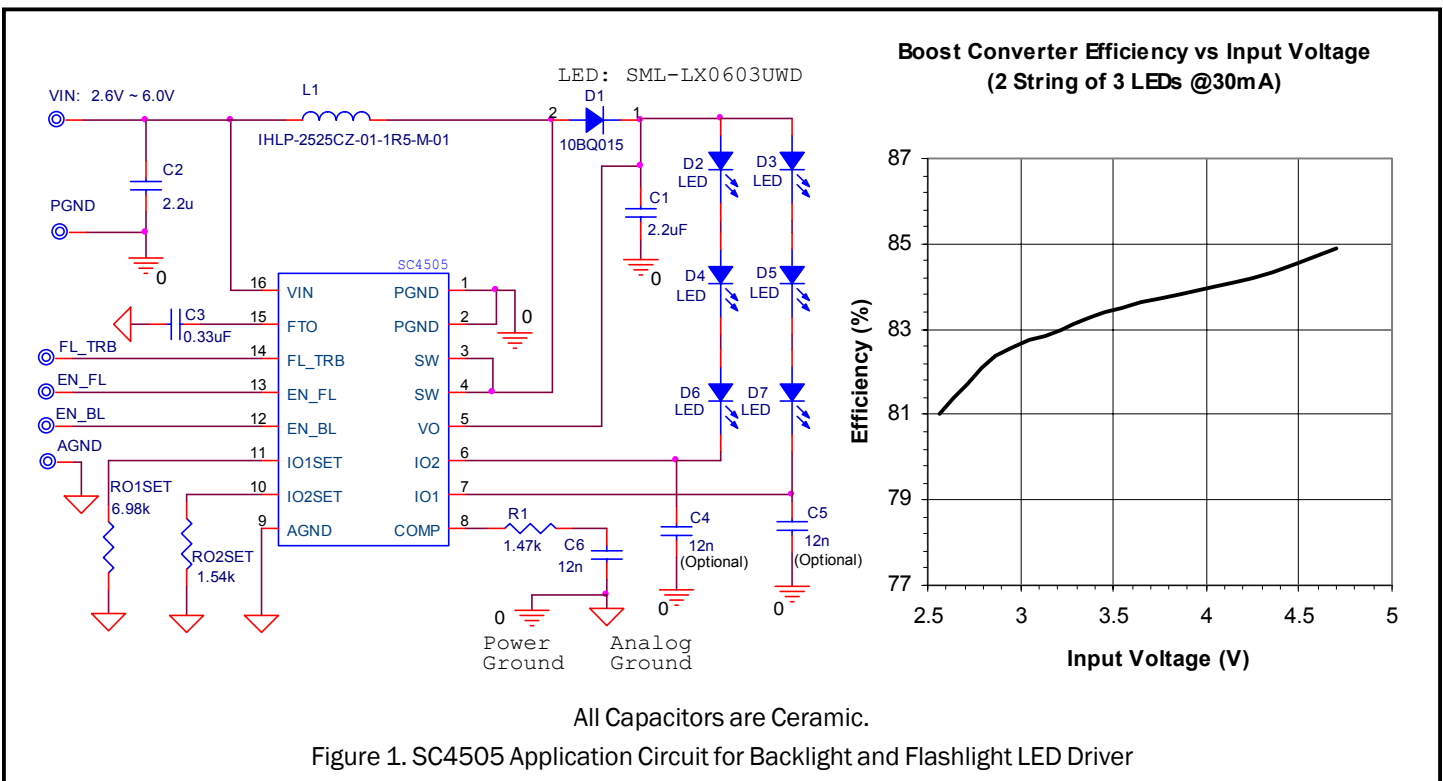 LED: SML-LX0603UWD
VIN: 2.6V ~ 6.0V
L1
IHLP-2525CZ-01-1R5-M-01
2
D1
1
10BQ015
C2
2.2u
PGND
0
C1
2.2uF
0
D2
LED
D3
LED
D4
LED
D5
LED
D6
LED
D7
LED
SC4505
16 VIN PGND 1
15 FTO PGND 2
14 FL_TRB SW 3
13 EN_FL SW 4
12 EN_BL VO 5
11 IO1SET IO2 6
10 IO2SET IO1 7
9 AGND COMP 8
0
C3
0.33uF
FL_TRB
EN_FL
EN_BL
AGND
RO1SET
6.98k
RO2SET
1.54k
R1
1.47k
C6
12n
C4
12n
(Optional)
0
C5
12n
(Optional)
0
0
Power
Ground
Analog
Ground
Boost Converter Efficiency vs Input Voltage
(2 String of 3 LEDs @30mA)
Efficiency (%)
87
85
83
81
79
77
2.5 3 3.5 4 4.5 5
Input Voltage (V)
All Capacitors are Ceramic.
Figure 1. SC4505 Application Circuit for Backlight and Flashlight LED Driver